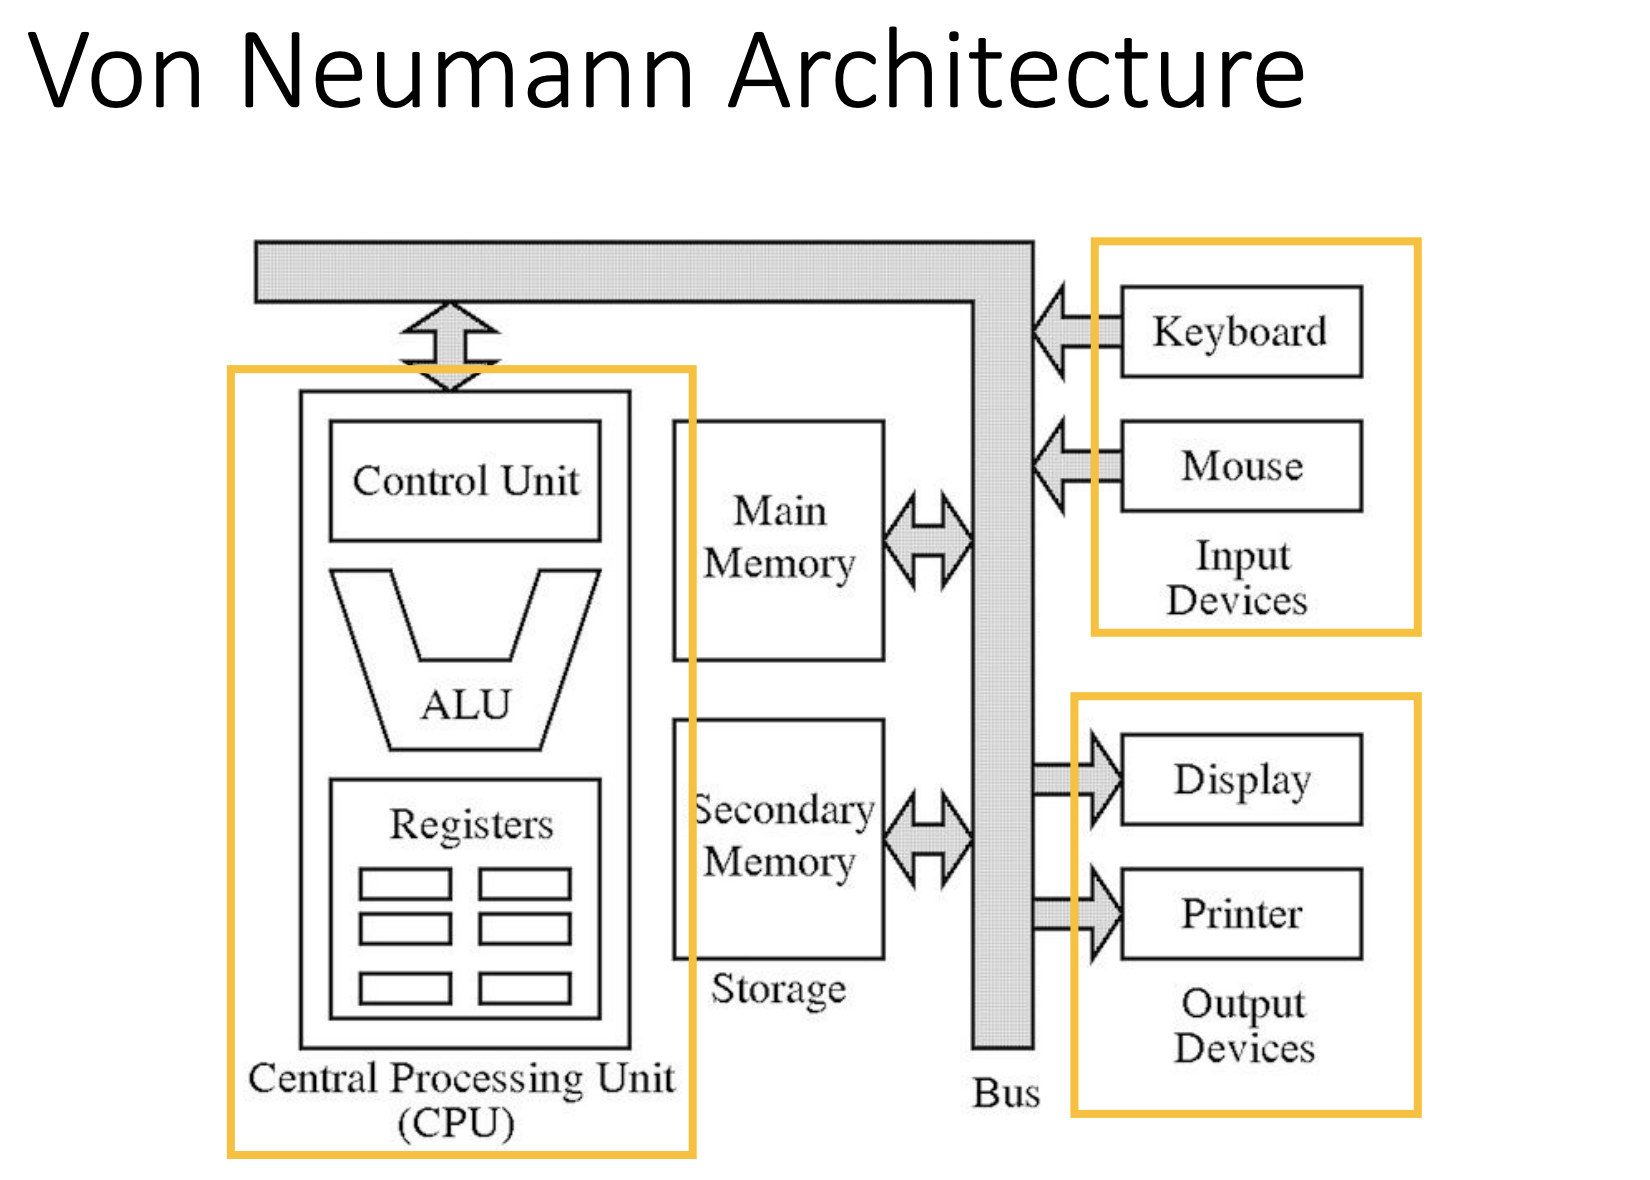 Von Neumann Architecture
Control Unit
ALU
Registers
Central Processing Unit
(CPU)
Main
Memory
Secondary
Memory
Storage
Bus
Keyboard
Mouse
Input
Devices
Display
Printer
Output
Devices